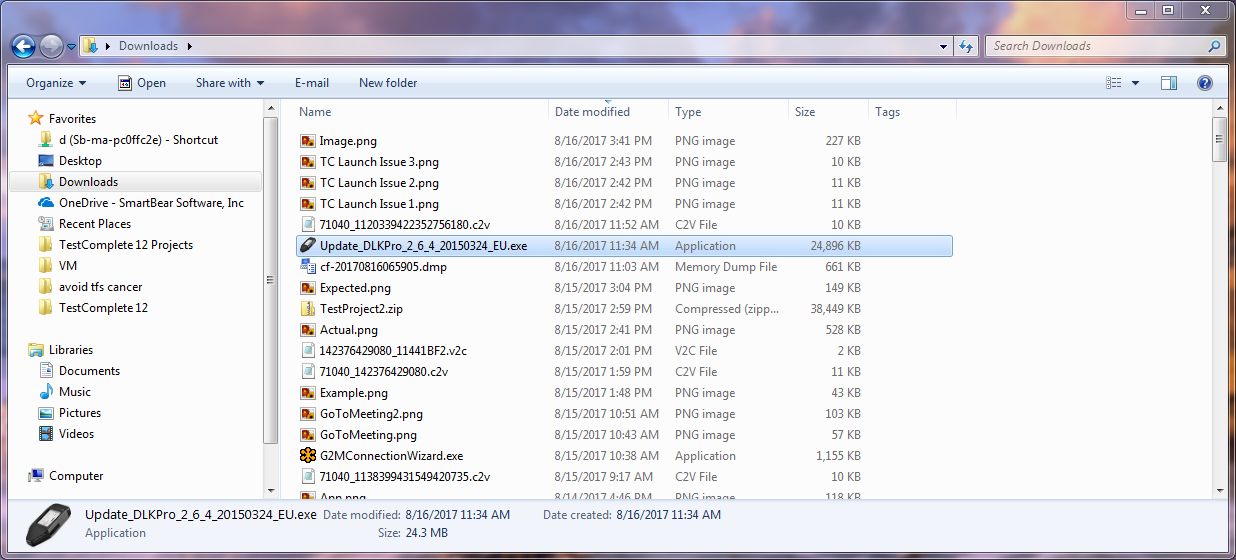 Downloads
Search Downloads
Organize Open Share with E-mail New folder
Name Date modified Type Size Tags
Favorites
d (Sb-ma-pc0ffc2e) - Shortcut
Desktop
Downloads
OneDrive - SmartBear Software, Inc
Recent Places
TestComplete 12 Projects
VM
avoid tfs cancer
TestComplete 12
Libraries
Documents
Music
Pictures
Videos
Computer
Image.png 8/16/2017 3:41 PM PNG image 227 KB
TC Launch Issue 3.png 8/16/2017 2:43 PM PNG image 10 KB
TC Launch Issue 2.png 8/16/2017 2:42 PM PNG image 11 KB
TC Launch Issue 1.png 8/16/2017 2:42 PM PNG image 10 KB
71040_1120339422352756180.c2v 8/16/2017 11:52 AM C2V File 10 KB
Update_DLKPro_2_6_4_20150324_EU.exe 8/16/2017 11:34 AM Application 24,896 KB
cf-20170816065905.dmp 8/16/2017 11:03 AM Memory Dump File 661 KB
Expected.png 8/15/2017 3:04 PM PNG image 149 KB
TestProject2.zip 8/15/2017 2:59 PM Compressed (zipp... 38,449 KB
Actual.png 8/15/2017 2:41 PM PNG image 528 KB
142376429080_11441BF2.v2c 8/15/2017 2:01 PM V2C File 2 KB
71040_142376429080.c2v 8/15/2017 1:59 PM C2V File 11 KB
Example.png 8/15/2017 1:48 PM PNG image 43 KB
GoToMeeting2.png 8/15/2017 10:51 AM PNG image 103 KB
GoToMeeting.png 8/15/2017 10:43 AM PNG image 57 KB
G2MConnectionWizard.exe 8/15/2017 10:38 AM Application 1,155 KB
71040_1138399431549420735.c2v 8/15/2017 9:17 AM C2V File 10 KB
App.png 8/14/2017 4:46 PM PNG image 118 KB
Update_DLKPro_2_6_4_20150324_EU.exe Date modified: 8/16/2017 11:34 AM Date created: 8/16/2017 11:34 AM
Application Size: 24.3 MB